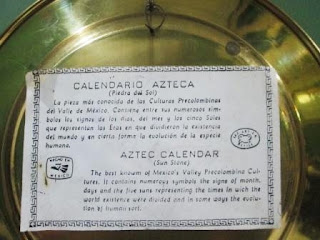 CALENDARIO AZTECA
(Piedra del Sol)
La pieza más conocida de las Culturas Precolombinas
del Vally de México. Contiene entre sus numerosos sím-
bolos los signos de los días, del mes y los cinco Soles
que representan las Eras en que dividieron la existencia
del mundo y en cierta forma la evolución de la especie
humana.
AZTEC CALENDAR
(Sun Stone)
MEXICO
The best known of Mexico's Valley Precolombine Cul-
tures. It contains numerous symbols the signs of month,
days and the five suns representing the times in wich the
world existence were divided and in some ways the evolution
by human sort.